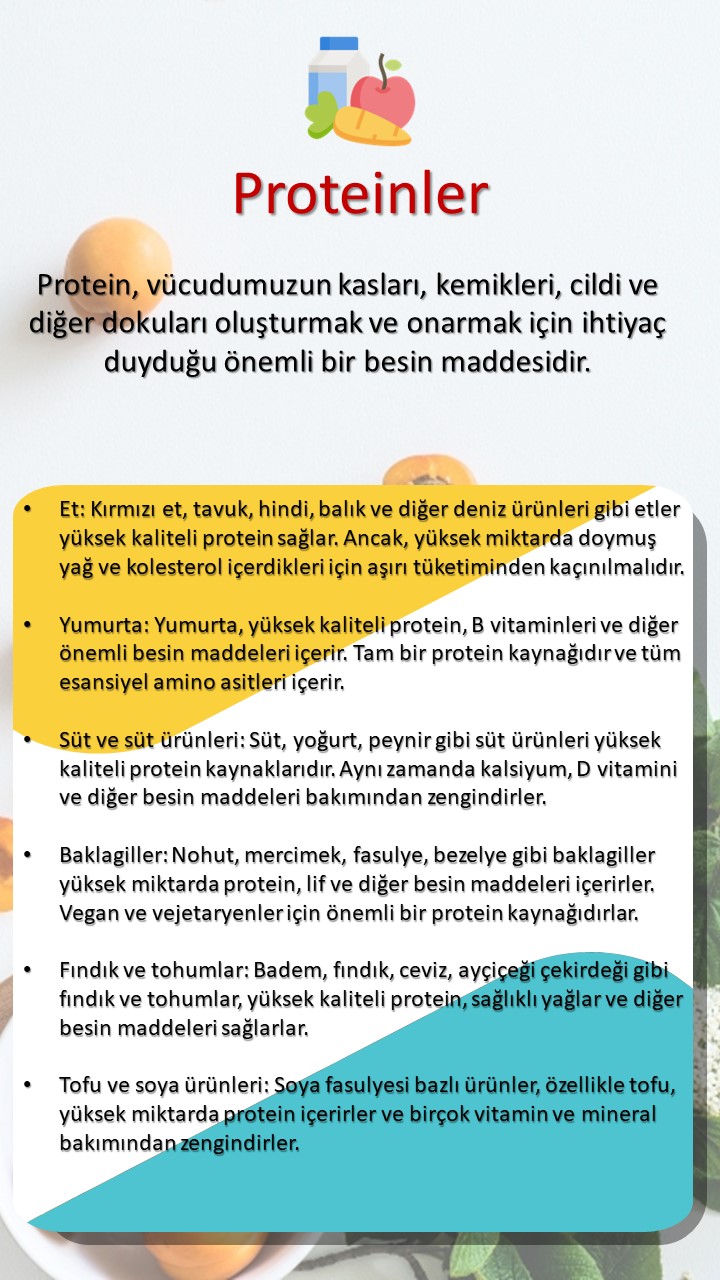 Proteinler
Protein, vücudumuzun kasları, kemikleri, cildi ve
diğer dokuları oluşturmak ve onarmak için ihtiyaç
duyduğu önemli bir besin maddesidir.
• Et: Kırmızı et, tavuk, hindi, balık ve diğer deniz ürünleri gibi etler
yüksek kaliteli protein sağlar. Ancak, yüksek miktarda doymuş
yağ ve kolesterol içerdikleri için aşırı tüketiminden kaçınılmalıdır.
• Yumurta: Yumurta, yüksek kaliteli protein, B vitaminleri ve diğer
önemli besin maddeleri içerir. Tam bir protein kaynağıdır ve tüm
esansiyel amino asitleri içerir.
• Süt ve süt ürünleri: Süt, yoğurt, peynir gibi süt ürünleri yüksek
kaliteli protein kaynaklarıdır. Aynı zamanda kalsiyum, D vitamini
ve diğer besin maddeleri bakımından zengindirler.
• Baklagiller: Nohut, mercimek, fasulye, bezelye gibi baklagiller
yüksek miktarda protein, lif ve diğer besin maddeleri içerirler.
Vegan ve vejetaryenler için önemli bir protein kaynağıdırlar.
• Fındık ve tohumlar: Badem, fındık, ceviz, ayçiçeği çekirdeği gibi
fındık ve tohumlar, yüksek kaliteli protein, sağlıklı yağlar ve diğer
besin maddeleri sağlarlar.
• Tofu ve soya ürünleri: Soya fasulyesi bazlı ürünler, özellikle tofu,
yüksek miktarda protein içerirler ve birçok vitamin ve mineral
bakımından zengindirler.